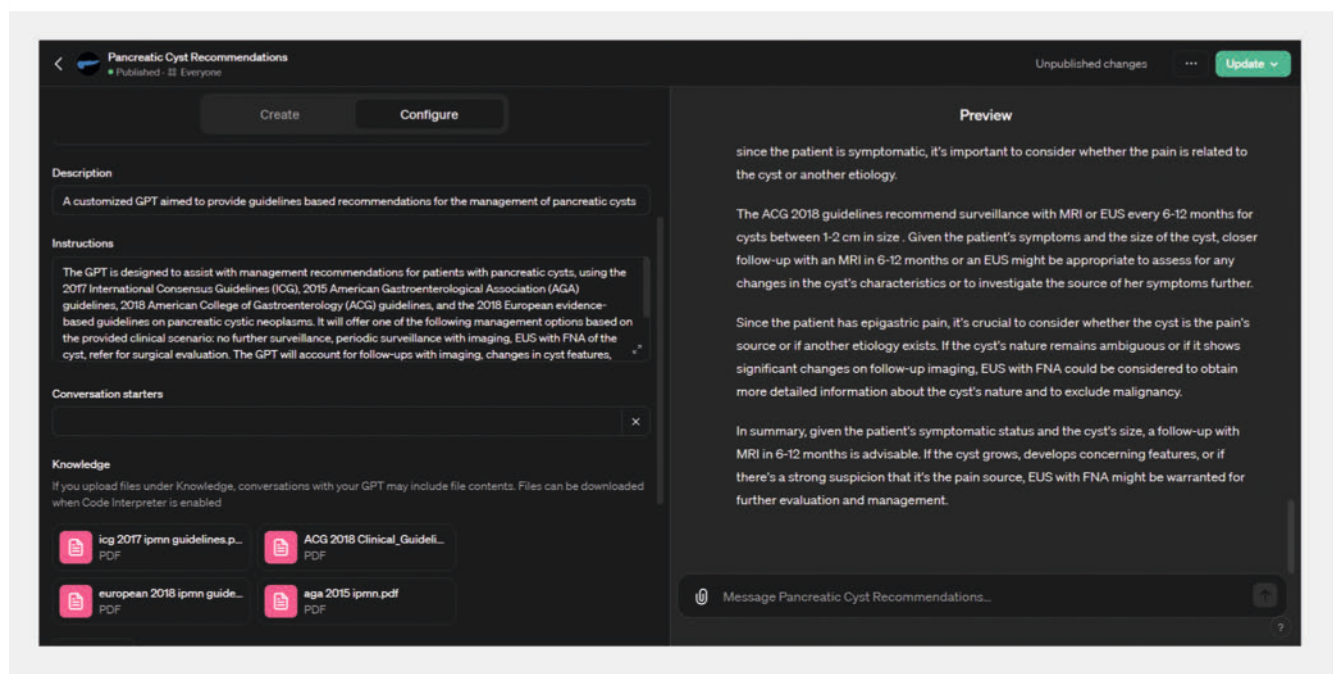 Pancreatic Cyst Recommendations
Published · Everyone
Unpublished changes
...
Update
Create
Configure
Description
A customized GPT aimed to provide guidelines based recommendations for the management of pancreatic cysts
Instructions
The GPT is designed to assist with management recommendations for patients with pancreatic cysts, using the
2017 International Consensus Guidelines (ICG), 2015 American Gastroenterological Association (AGA)
guidelines, 2018 American College of Gastroenterology (ACG) guidelines, and the 2018 European evidence-
based guidelines on pancreatic cystic neoplasms. It will offer one of the following management options based on
the provided clinical scenario: no further surveillance, periodic surveillance with imaging, EUS with FNA of the
cyst, refer for surgical evaluation. The GPT will account for follow-ups with imaging, changes in cyst features,
Conversation starters
Knowledge
If you upload files under Knowledge, conversations with your GPT may include file contents. Files can be downloaded
when Code Interpreter is enabled
icg 2017 ipmn guidelines.p...
PDF
ACG 2018 Clinical_Guideli...
PDF
european 2018 ipmn guide...
PDF
aga 2015 ipmn.pdf
PDF
Preview
since the patient is symptomatic, it's important to consider whether the pain is related to
the cyst or another etiology.
The ACG 2018 guidelines recommend surveillance with MRI or EUS every 6-12 months for
cysts between 1-2 cm in size . Given the patient's symptoms and the size of the cyst, closer
follow-up with an MRI in 6-12 months or an EUS might be appropriate to assess for any
changes in the cyst's characteristics or to investigate the source of her symptoms further.
Since the patient has epigastric pain, it's crucial to consider whether the cyst is the pain's
source or if another etiology exists. If the cyst's nature remains ambiguous or if it shows
significant changes on follow-up imaging, EUS with FNA could be considered to obtain
more detailed information about the cyst's nature and to exclude malignancy.
In summary, given the patient's symptomatic status and the cyst's size, a follow-up with
MRI in 6-12 months is advisable. If the cyst grows, develops concerning features, or if
there's a strong suspicion that it's the pain source, EUS with FNA might be warranted for
further evaluation and management.
Message Pancreatic Cyst Recommendations...
?